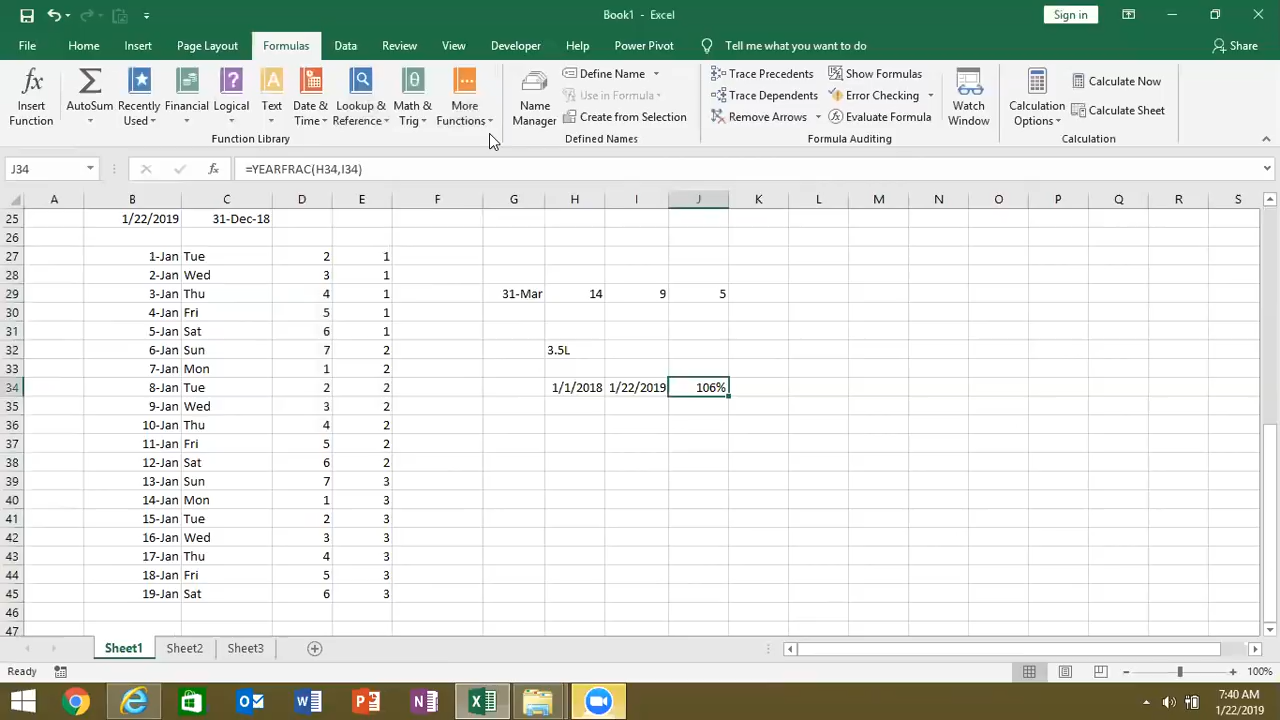 Book1 - Excel
Sign in
File Home Insert Page Layout Formulas Data Review View Developer Help Power Pivot Tell me what you want to do Share
Insert Function
AutoSum
Recently Used
Financial
Logical
Text
Date & Time
Lookup & Reference
Math & Trig
More Functions
Function Library
Name Manager
Define Name
Use in Formula
Create from Selection
Defined Names
Trace Precedents
Trace Dependents
Remove Arrows
Show Formulas
Error Checking
Evaluate Formula
Formula Auditing
Watch Window
Calculation Options
Calculate Now
Calculate Sheet
Calculation
J34 fx =YEARFRAC(H34,I34)
A B C D E F G H I J K L M N O P Q R S
25 1/22/2019 31-Dec-18
26
27 1-Jan Tue 2 1
28 2-Jan Wed 3 1
29 3-Jan Thu 4 1 31-Mar 14 9 5
30 4-Jan Fri 5 1
31 5-Jan Sat 6 1
32 6-Jan Sun 7 2 3.5L
33 7-Jan Mon 1 2
34 8-Jan Tue 2 2 1/1/2018 1/22/2019 106%
35 9-Jan Wed 3 2
36 10-Jan Thu 4 2
37 11-Jan Fri 5 2
38 12-Jan Sat 6 2
39 13-Jan Sun 7 3
40 14-Jan Mon 1 3
41 15-Jan Tue 2 3
42 16-Jan Wed 3 3
43 17-Jan Thu 4 3
44 18-Jan Fri 5 3
45 19-Jan Sat 6 3
46
47
Sheet1 Sheet2 Sheet3
Ready 100%
7:40 AM
1/22/2019